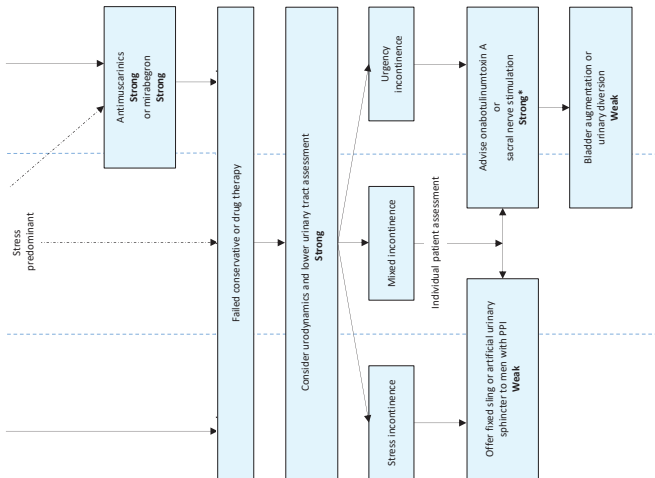 Stress
predominant
Antimuscarinics
Strong
or mirabegron
Strong
Failed conservative or drug therapy
Consider urodynamics and lower urinary tract assessment
Strong
Stress incontinence
Mixed incontinence
Urgency
incontinence
Individual patient assessment
Offer fixed sling or artificial urinary
sphincter to men with PPI
Weak
Advise onabotulinumtoxin A
or
sacral nerve stimulation
Strong*
Bladder augmentation or
urinary diversion
Weak